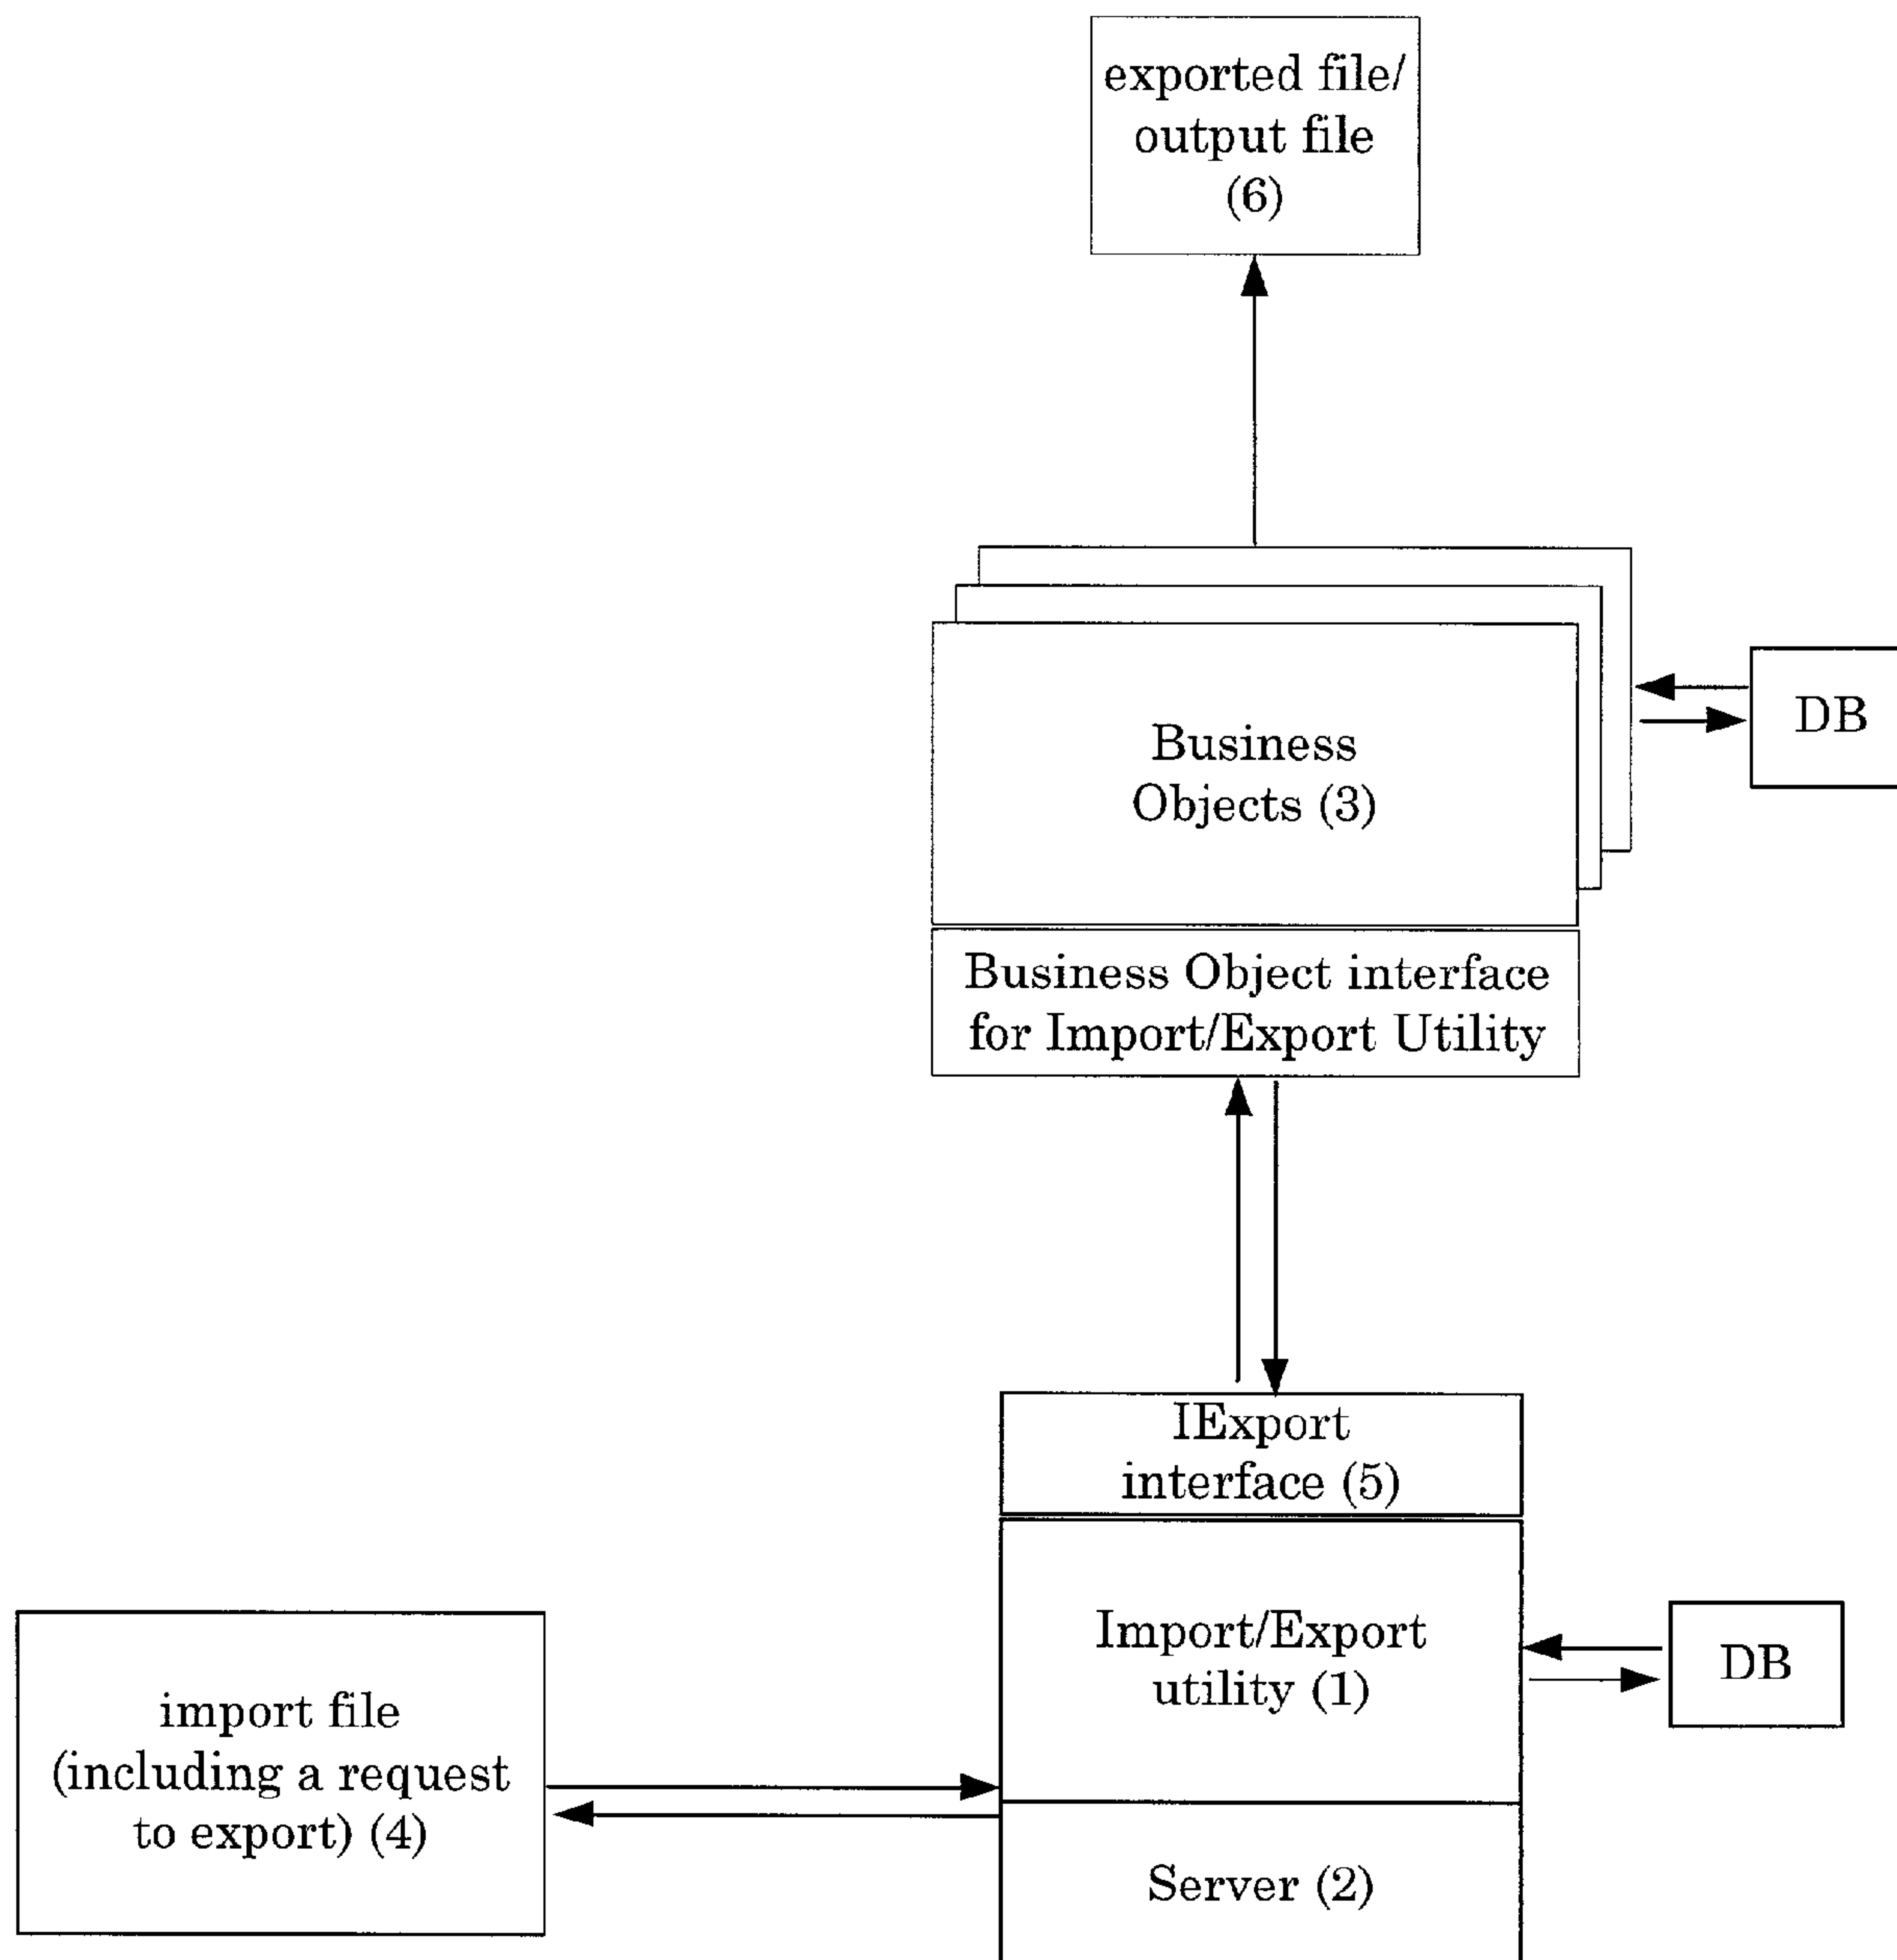 exported file/
output file
(6)
Business
Objects (3)
DB
Business Object interface
for Import/Export Utility
IExport
interface (5)
Import/Export
utility (1)
DB
import file
(including a request
to export) (4)
Server (2)